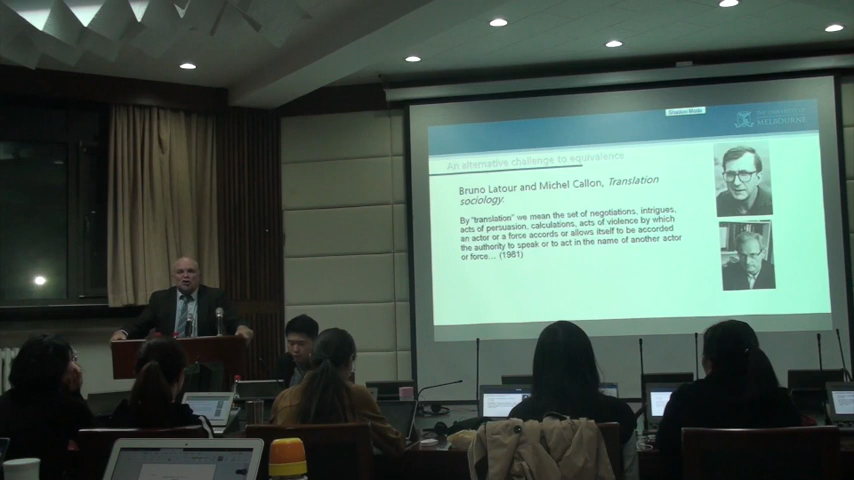 Shadow Mode
THE UNIVERSITY OF
MELBOURNE
An alternative challenge to equivalence
Bruno Latour and Michel Callon, Translation
sociology.
By "translation" we mean the set of negotiations, intrigues,
acts of persuasion, calculations, acts of violence by which
an actor or a force accords or allows itself to be accorded
the authority to speak or to act in the name of another actor
or force... (1981)